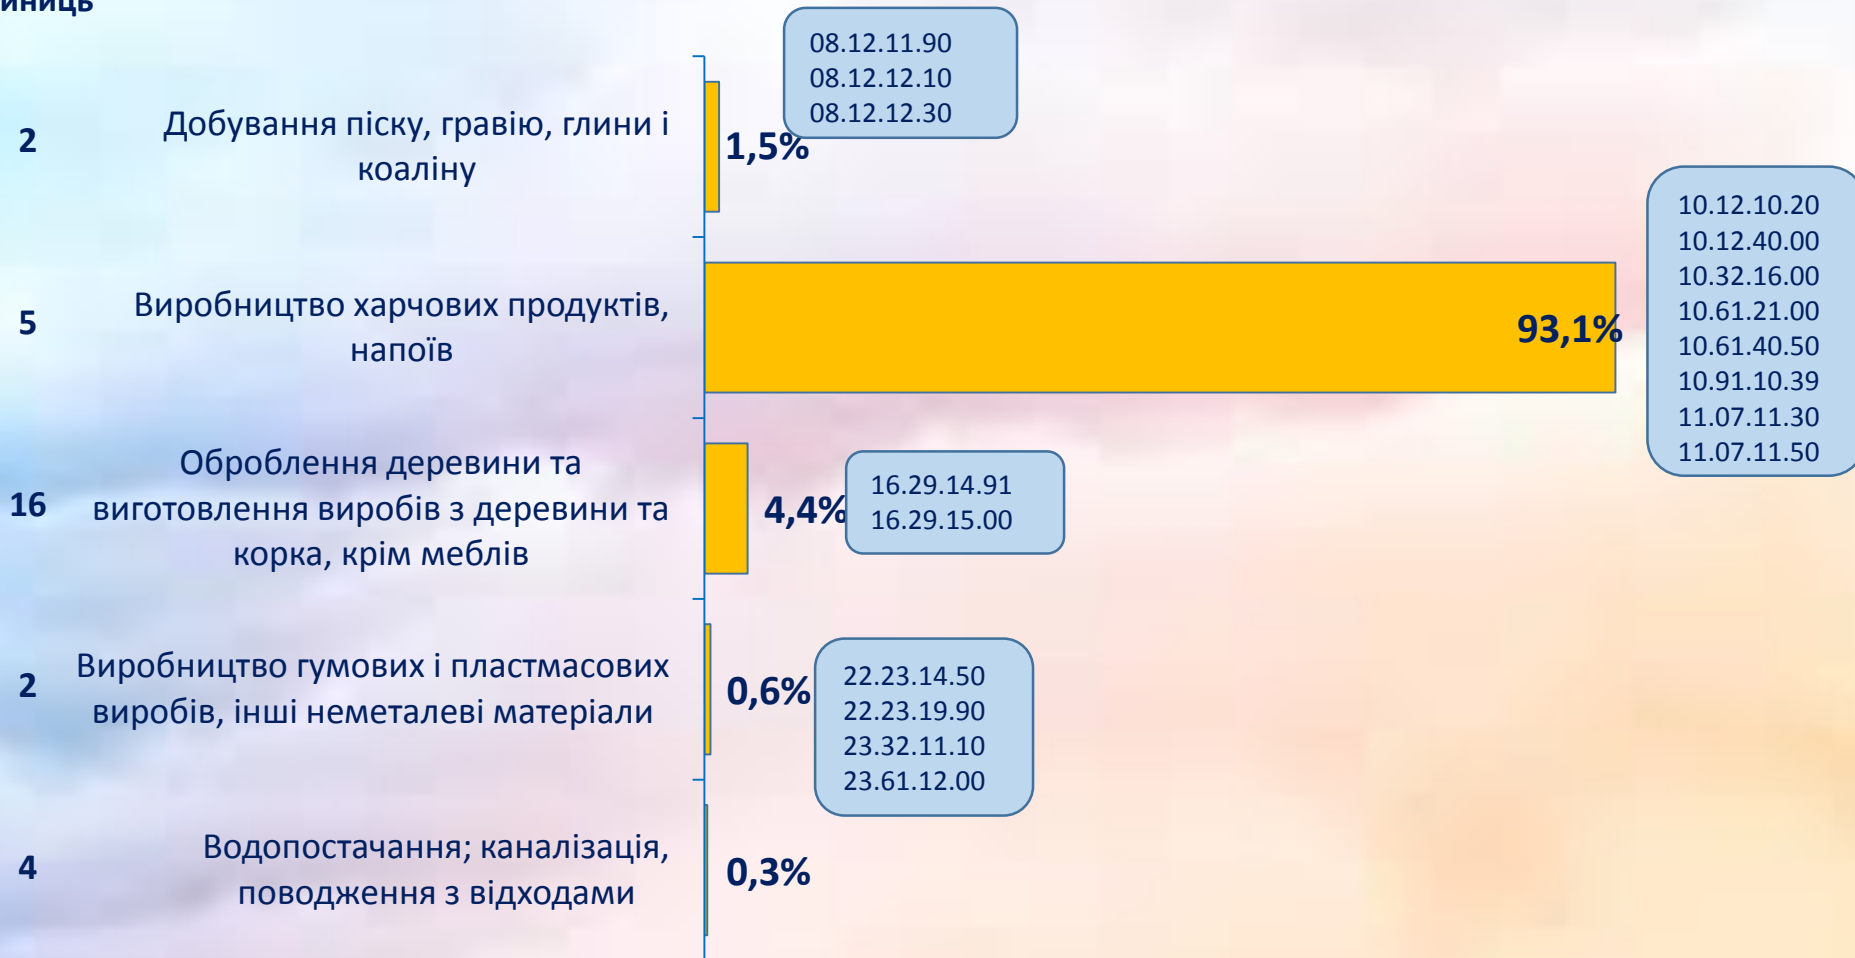 08.12.11.90
08.12.12.10
08.12.12.30
2
Добування піску, гравію, глини і
коаліну
1,5%
5
Виробництво харчових продуктів,
напоїв
93,1%
10.12.10.20
10.12.40.00
10.32.16.00
10.61.21.00
10.61.40.50
10.91.10.39
11.07.11.30
11.07.11.50
16
Оброблення деревини та
виготовлення виробів з деревини та
корка, крім меблів
4,4%
16.29.14.91
16.29.15.00
2
Виробництво гумових і пластмасових
виробів, інші неметалеві матеріали
0,6%
22.23.14.50
22.23.19.90
23.32.11.10
23.61.12.00
4
Водопостачання; каналізація,
поводження з відходами
0,3%